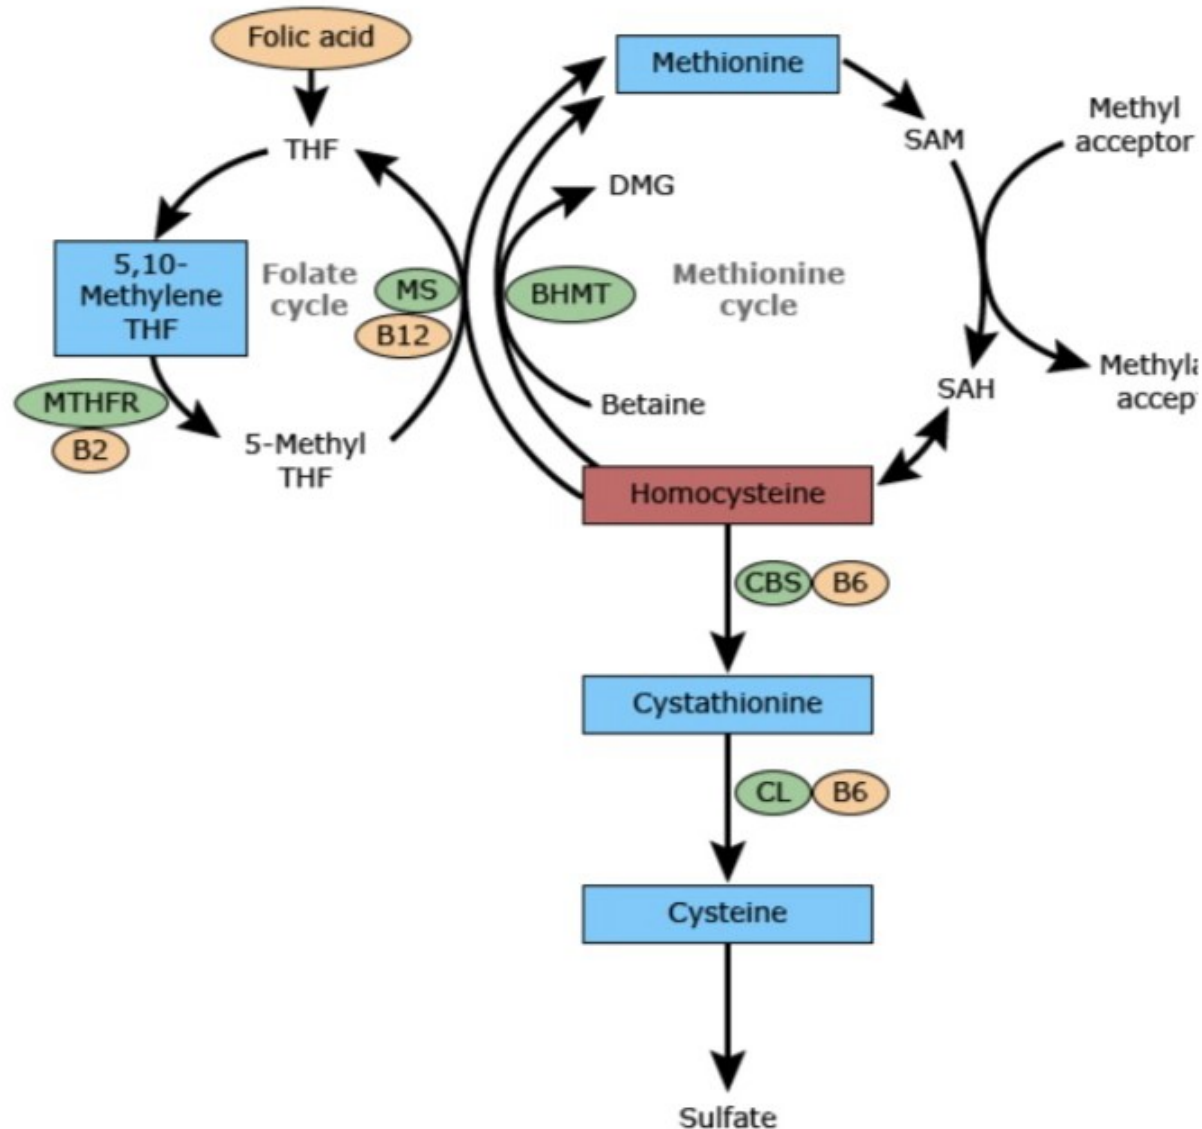 Folic acid
THF
5,10-
Methylene
THF
Folate
cycle
MTHFR
B2
5-Methyl
THF
MS
B12
Methionine
SAM
Methyl
acceptor
DMG
BHMT
Methionine
cycle
Betaine
SAH
Homocysteine
CBS
B6
Cystathionine
CL
B6
Cysteine
Sulfate